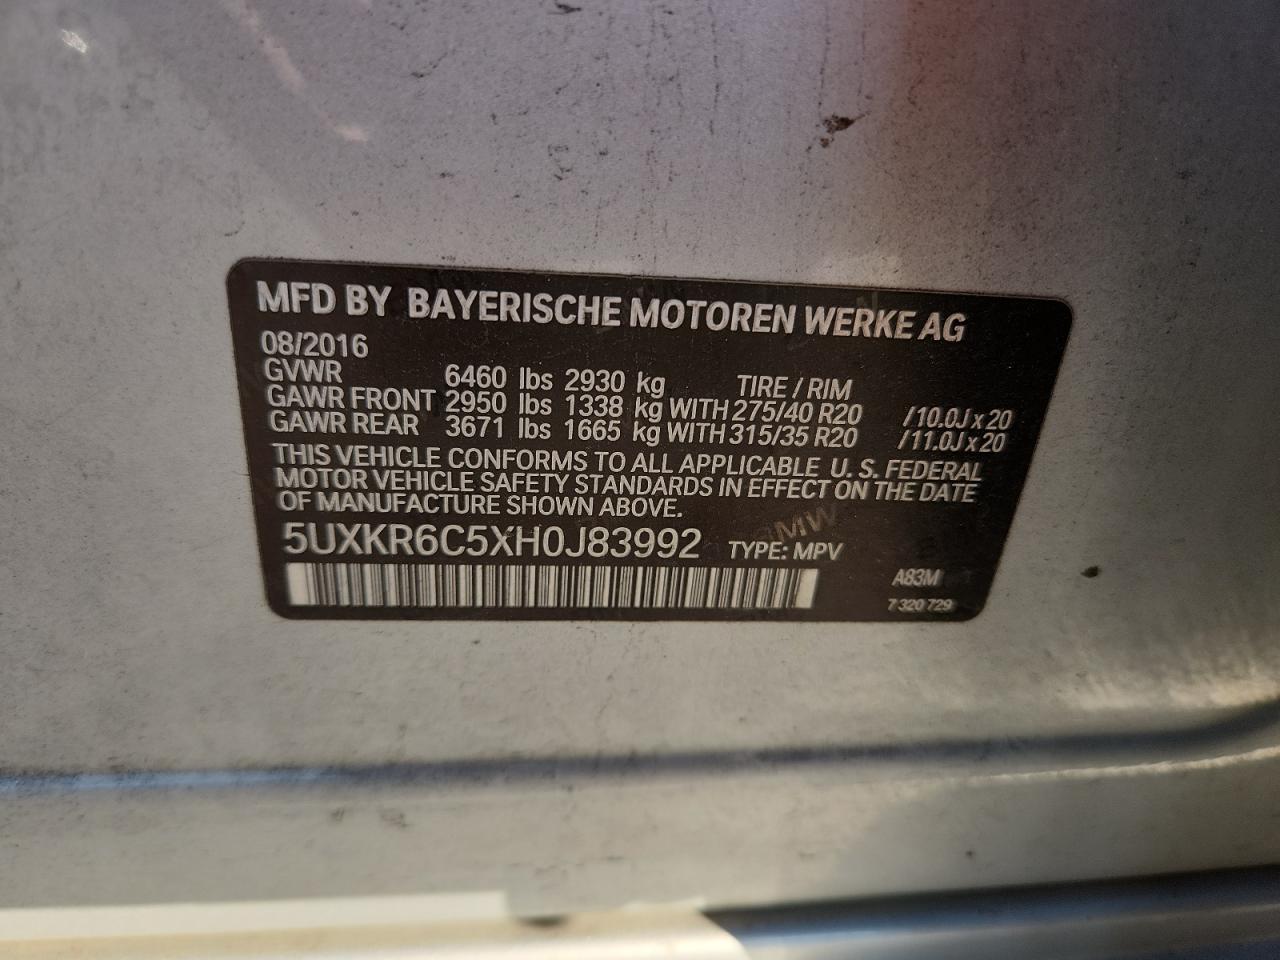 MFD BY BAYERISCHE MOTOREN WERKE AG
08/2016
GVWR 6460 lbs 2930 kg TIRE / RIM
GAWR FRONT 2950 lbs 1338 kg WITH 275/40 R20 /10.0J x 20
GAWR REAR 3671 lbs 1665 kg WITH 315/35 R20 /11.0J x 20
THIS VEHICLE CONFORMS TO ALL APPLICABLE U. S. FEDERAL
MOTOR VEHICLE SAFETY STANDARDS IN EFFECT ON THE DATE
OF MANUFACTURE SHOWN ABOVE.
5UXKR6C5XH0J83992 TYPE: MPV
A83M
7 320 729
BMW